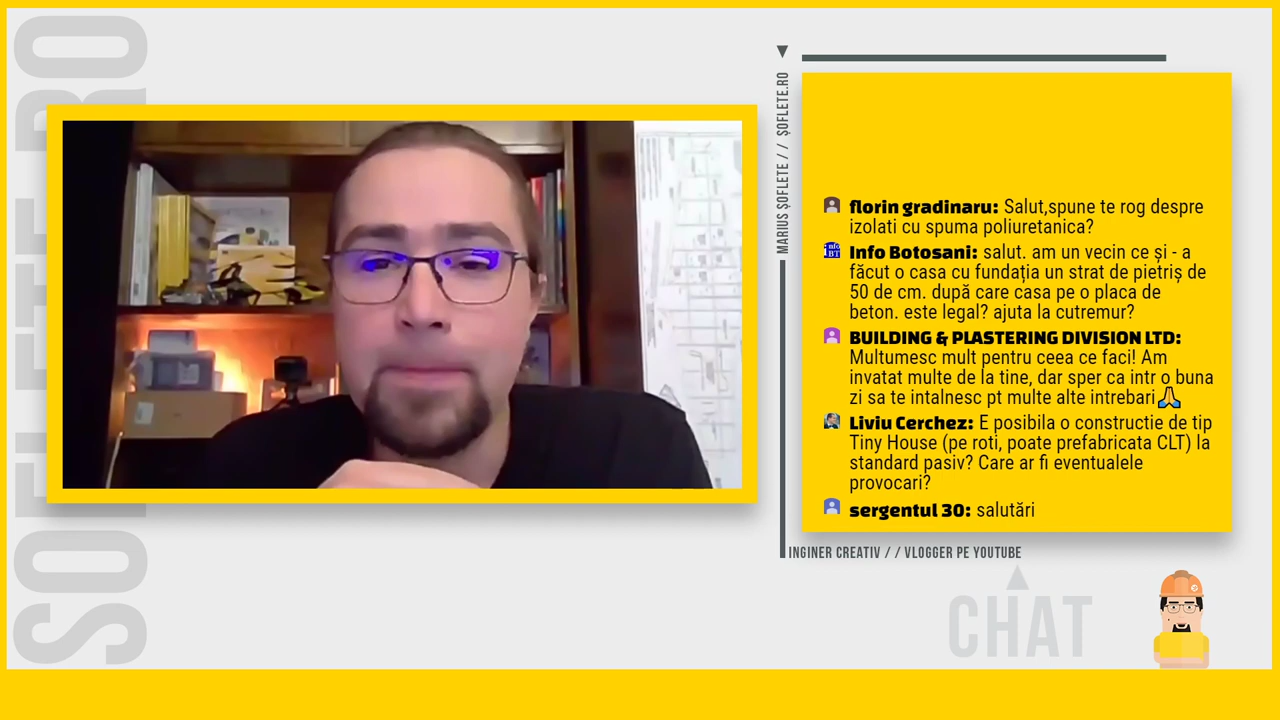 SOFLETE.RO
MARIUS ȘOFLETE // ȘOFLETE.RO
florin gradinaru: Salut,spune te rog despre
izolati cu spuma poliuretanica?
Info
BT
Info Botosani: salut. am un vecin ce și - a
făcut o casa cu fundația un strat de pietriș de
50 de cm. după care casa pe o placa de
beton. este legal? ajuta la cutremur?
BUILDING & PLASTERING DIVISION LTD:
Multumesc mult pentru ceea ce faci! Am
invatat multe de la tine, dar sper ca intr o buna
zi sa te intalnesc pt multe alte intrebari🙏
Liviu Cerchez: E posibila o constructie de tip
Tiny House (pe roti, poate prefabricata CLT) la
standard pasiv? Care ar fi eventualele
provocari?
sergentul 30: salutări
INGINER CREATIV // VLOGGER PE YOUTUBE
CHAT